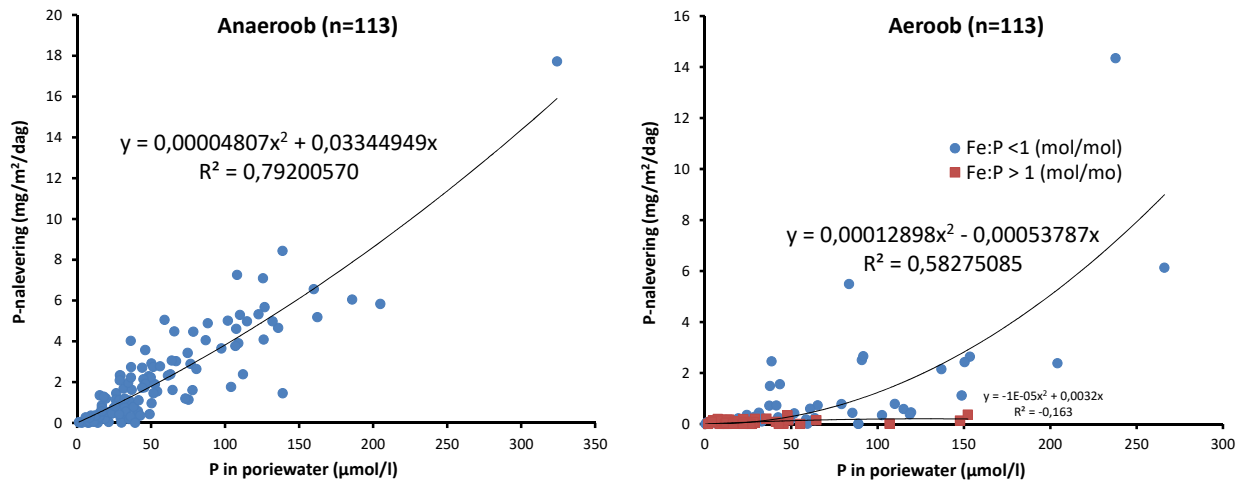 Anaeroob (n=113)
P-nalevering (mg/m²/dag)
18
16
14
12
10
8
6
4
2
0
y = 0,00004807x² + 0,03344949x
R² = 0,79200570
0
50
100
150
200
250
300
350
P in poriewater (µmol/l)
Aeroob (n=113)
P-nalevering (mg/m²/dag)
16
14
12
10
8
6
4
2
0
Fe:P <1 (mol/mol)
Fe:P > 1 (mol/mo)
y = 0,00012898x² - 0,00053787x
R² = 0,58275085
y = -1E-05x² + 0,0032x
R² = -0,163
0
50
100
150
200
250
300
P in poriewater (µmol/l)